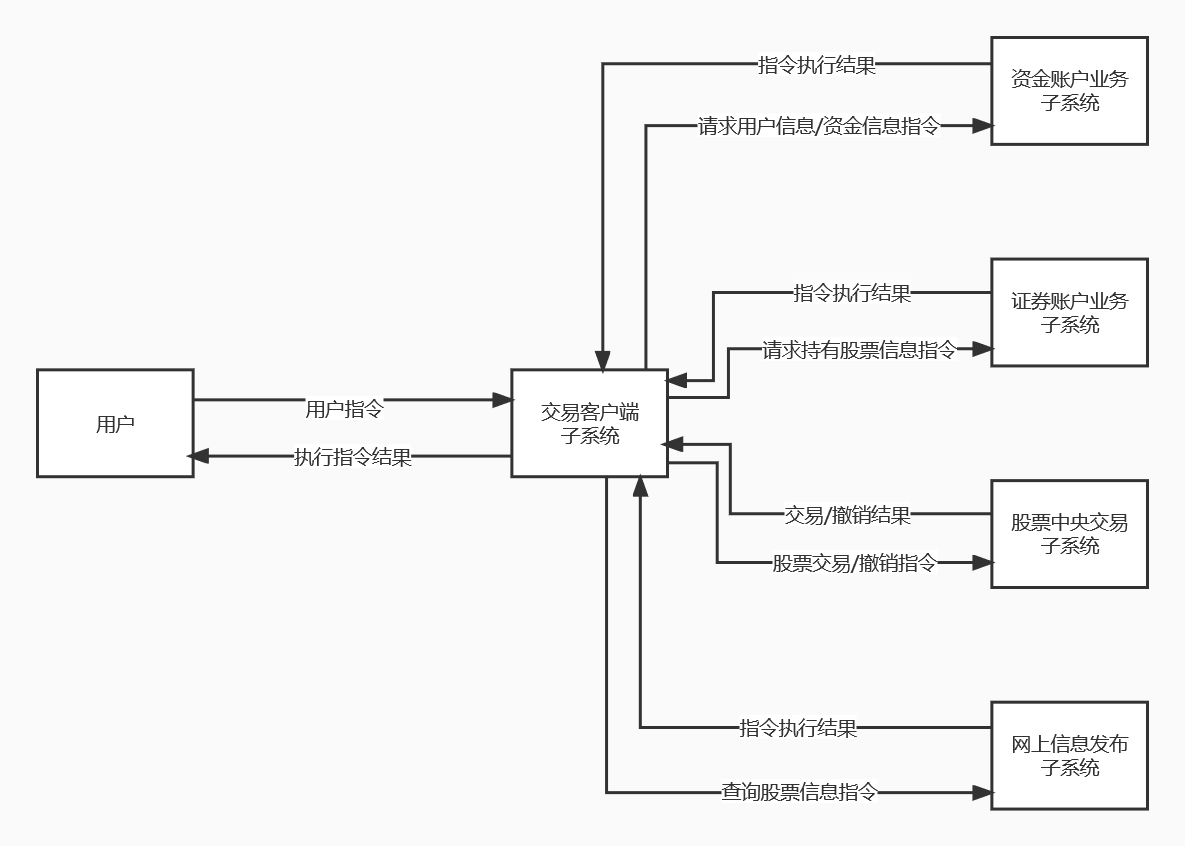 指令执行结果
资金账户业务
子系统
请求用户信息/资金信息指令
指令执行结果
证券账户业务
子系统
请求持有股票信息指令
用户
用户指令
执行指令结果
交易客户端
子系统
交易/撤销结果
股票中央交易
子系统
股票交易/撤销指令
指令执行结果
网上信息发布
子系统
查询股票信息指令